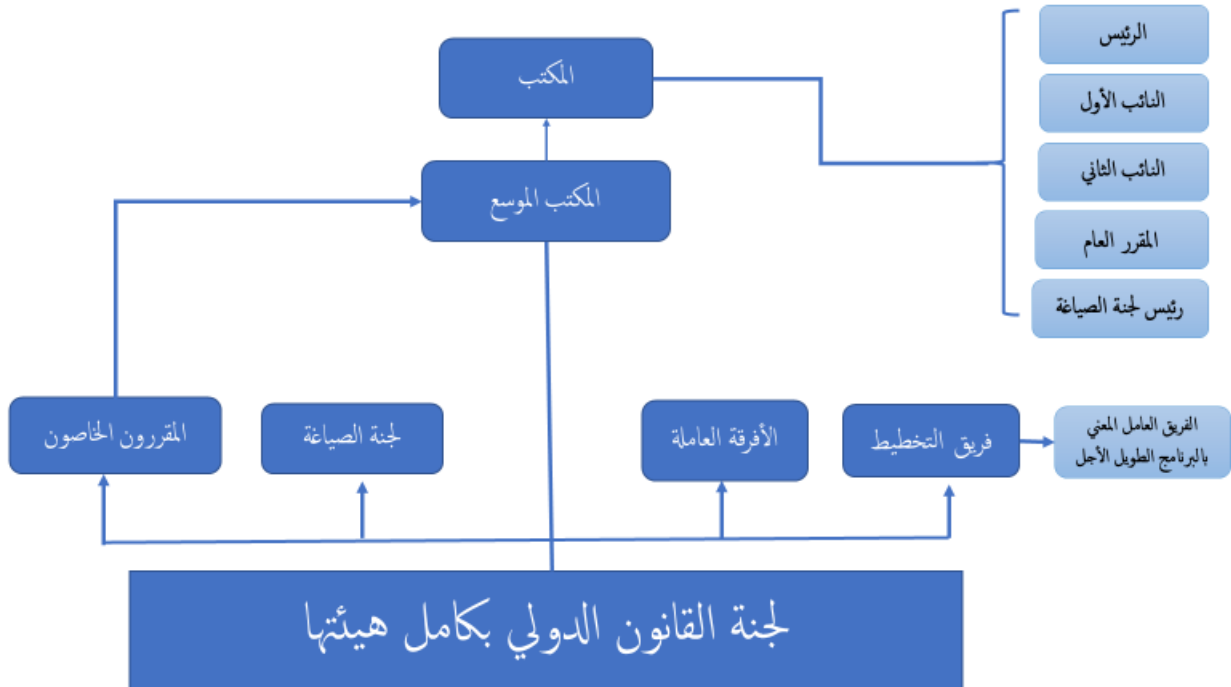 المكتب
الرئيس
النائب الأول
النائب الثاني
المقرر العام
رئيس لجنة الصياغة
المكتب الموسع
الفريق العامل المعني
بالبرنامج الطويل الأجل
فريق التخطيط
الأفرقة العاملة
لجنة الصياغة
المقررون الخاصون
لجنة القانون الدولي بكامل هيئتها